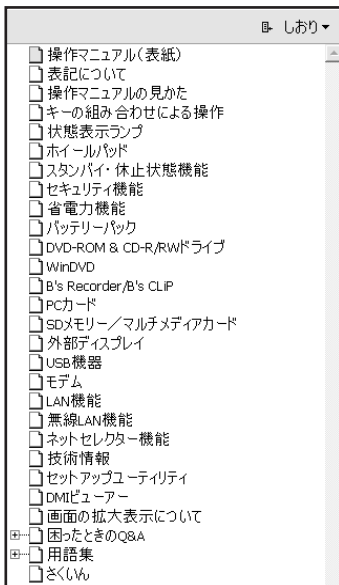 しおり
操作マニュアル(表紙)
表記について
操作マニュアルの見かた
キーの組み合わせによる操作
状態表示ランプ
ホイールパッド
スタンバイ・休止状態機能
セキュリティ機能
省電力機能
バッテリーパック
DVD-ROM & CD-R/RWドライブ
WinDVD
B's Recorder/B's CLiP
PCカード
SDメモリー/マルチメディアカード
外部ディスプレイ
USB機器
モデム
LAN機能
無線LAN機能
ネットセレクター機能
技術情報
セットアップユーティリティ
DMIビューアー
画面の拡大表示について
困ったときのQ&A
用語集
さくいん